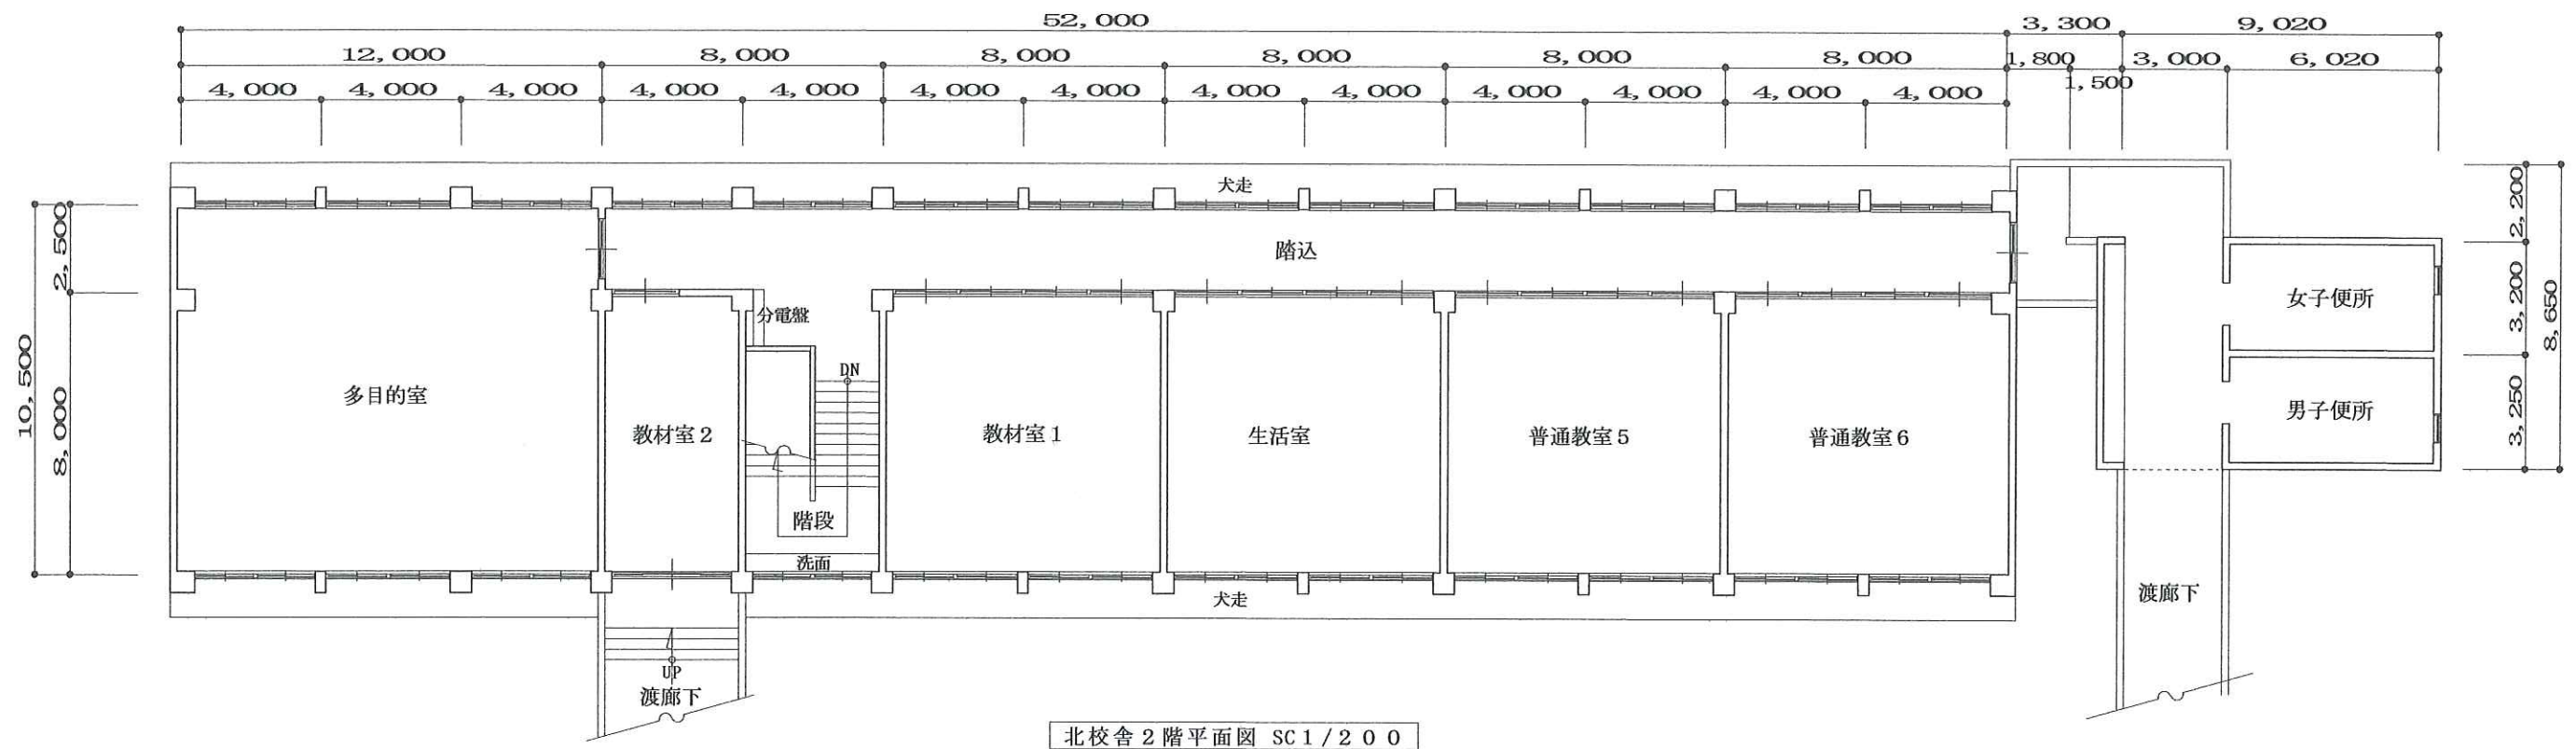 52,000
3,300
9,020
12,000
8,000
8,000
8,000
8,000
8,000
1,800
3,000
6,020
4,000
4,000
4,000
4,000
4,000
4,000
4,000
4,000
4,000
4,000
4,000
4,000
4,000
1,500
犬走
2,200
2,500
踏込
3,200
女子便所
8,650
分電盤
10,500
DN
8,000
多目的室
教材室2
教材室1
生活室
普通教室5
普通教室6
男子便所
3,250
階段
洗面
犬走
渡廊下
UP
渡廊下
北校舎2階平面図 SC1/200